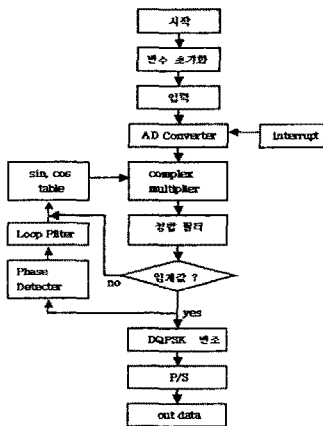 시작
변수 초기화
입력
AD Converter
interrupt
sin, cos
table
complex
multiplier
Loop Filter
정합 필터
Phase
Detecter
임계값 ?
no
yes
DQPSK 변조
P/S
out data